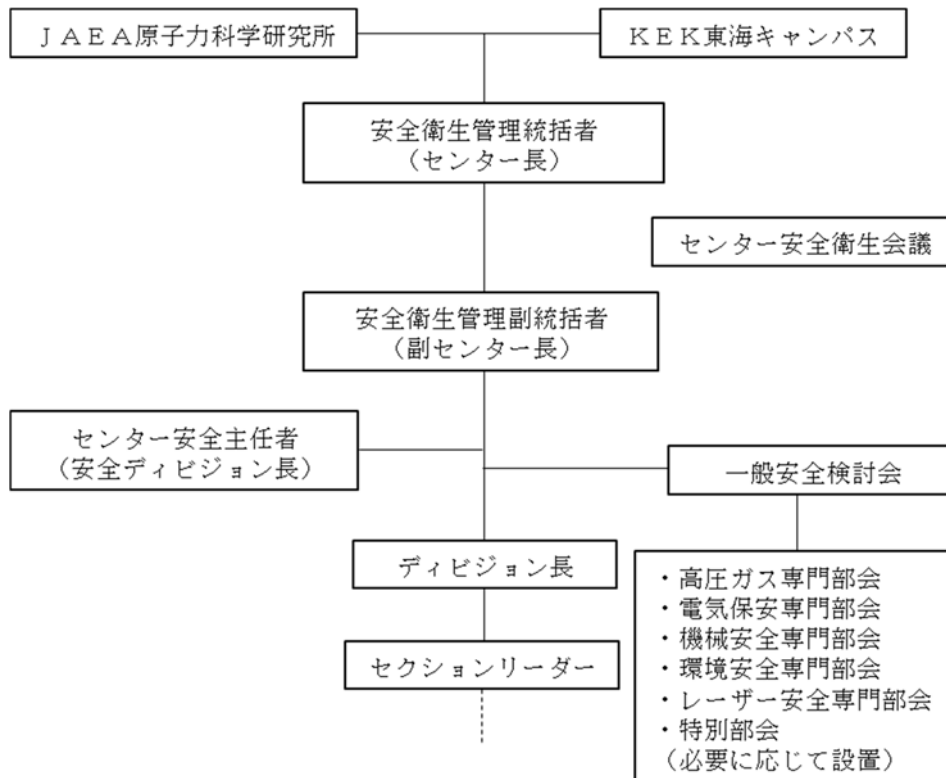 ＪＡＥＡ原子力科学研究所
ＫＥＫ東海キャンパス
安全衛生管理統括者
（センター長）
センター安全衛生会議
安全衛生管理副統括者
（副センター長）
センター安全主任者
（安全ディビジョン長）
一般安全検討会
ディビジョン長
・高圧ガス専門部会
・電気保安専門部会
・機械安全専門部会
・環境安全専門部会
・レーザー安全専門部会
・特別部会
（必要に応じて設置）
セクションリーダー